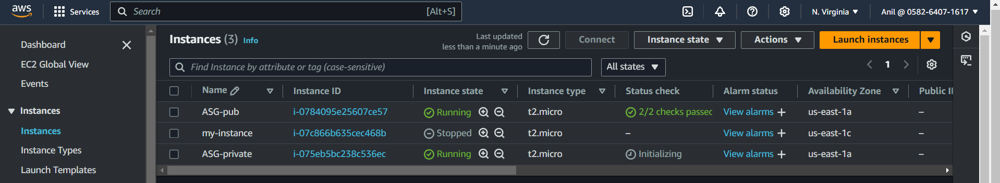 aws Services Search [Alt+S] N. Virginia Anil @ 0582-6407-1617
Dashboard
EC2 Global View
Events
Instances
Instances
Instance Types
Launch Templates
Instances (3) Info Last updated less than a minute ago Connect Instance state Actions Launch instances
Find Instance by attribute or tag (case-sensitive) All states 1
Name Instance ID Instance state Instance type Status check Alarm status Availability Zone Public I
ASG-pub i-0784095e25607ce57 Running t2.micro 2/2 checks passed View alarms + us-east-1a –
my-instance i-07c866b635cec468b Stopped t2.micro – View alarms + us-east-1c –
ASG-private i-075eb5bc238c536ec Running t2.micro Initializing View alarms + us-east-1a –